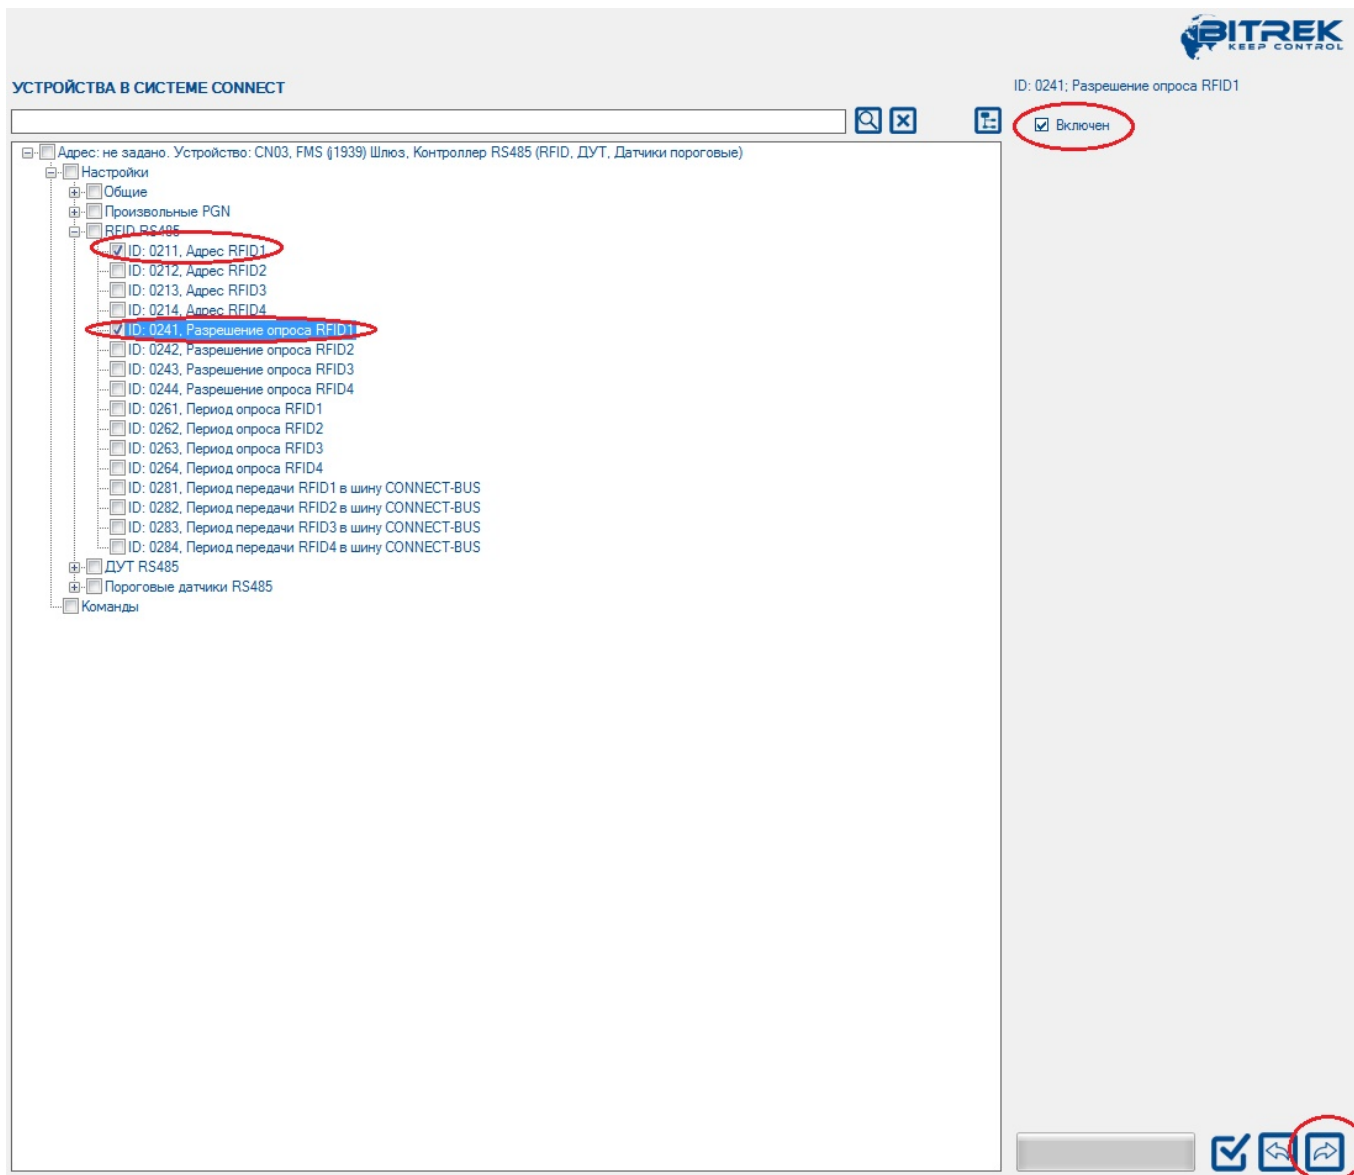 BITREK
KEEP CONTROL
УСТРОЙСТВА В СИСТЕМЕ CONNECT
ID: 0241; Разрешение опроса RFID1
Включен
Адрес: не задано. Устройство: CN03, FMS (j1939) Шлюз, Контроллер RS485 (RFID, ДУТ, Датчики пороговые)
Настройки
Общие
Произвольные PGN
RFID RS485
ID: 0211, Адрес RFID1
ID: 0212, Адрес RFID2
ID: 0213, Адрес RFID3
ID: 0214, Адрес RFID4
ID: 0241, Разрешение опроса RFID1
ID: 0242, Разрешение опроса RFID2
ID: 0243, Разрешение опроса RFID3
ID: 0244, Разрешение опроса RFID4
ID: 0261, Период опроса RFID1
ID: 0262, Период опроса RFID2
ID: 0263, Период опроса RFID3
ID: 0264, Период опроса RFID4
ID: 0281, Период передачи RFID1 в шину CONNECT-BUS
ID: 0282, Период передачи RFID2 в шину CONNECT-BUS
ID: 0283, Период передачи RFID3 в шину CONNECT-BUS
ID: 0284, Период передачи RFID4 в шину CONNECT-BUS
ДУТ RS485
Пороговые датчики RS485
Команды